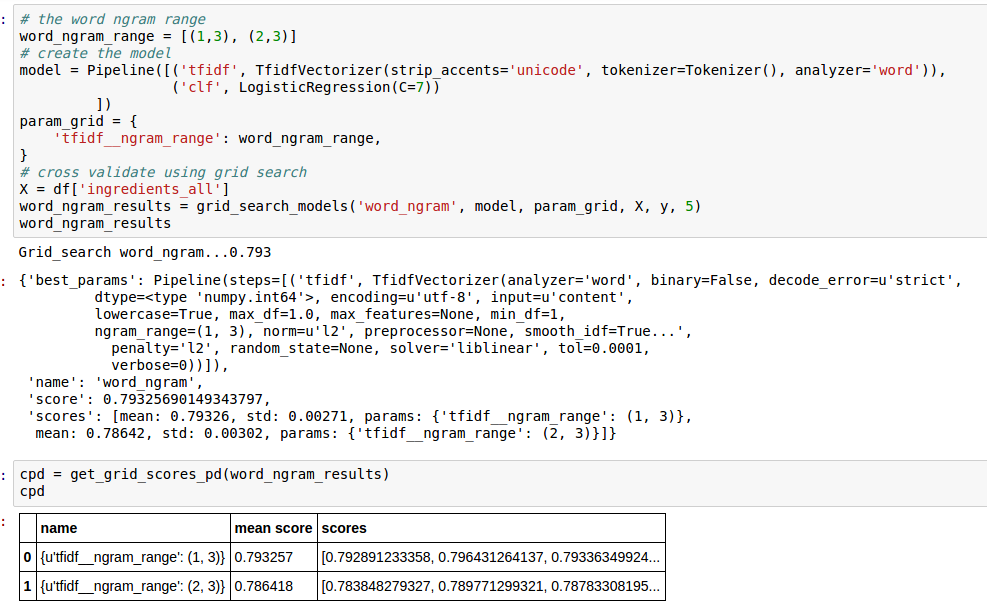 : # the word ngram range
word_ngram_range = [(1,3), (2,3)]
# create the model
model = Pipeline([('tfidf', TfidfVectorizer(strip_accents='unicode', tokenizer=Tokenizer(), analyzer='word')),
                  ('clf', LogisticRegression(C=7))
         ])
param_grid = {
    'tfidf__ngram_range': word_ngram_range,
}
# cross validate using grid search
X = df['ingredients_all']
word_ngram_results = grid_search_models('word_ngram', model, param_grid, X, y, 5)
word_ngram_results
Grid_search word_ngram...0.793
: {'best_params': Pipeline(steps=[('tfidf', TfidfVectorizer(analyzer='word', binary=False, decode_error=u'strict',
         dtype=<type 'numpy.int64'>, encoding=u'utf-8', input=u'content',
         lowercase=True, max_df=1.0, max_features=None, min_df=1,
         ngram_range=(1, 3), norm=u'l2', preprocessor=None, smooth_idf=True...',
           penalty='l2', random_state=None, solver='liblinear', tol=0.0001,
           verbose=0))]),
 'name': 'word_ngram',
 'score': 0.79325690149343797,
 'scores': [mean: 0.79326, std: 0.00271, params: {'tfidf__ngram_range': (1, 3)},
  mean: 0.78642, std: 0.00302, params: {'tfidf__ngram_range': (2, 3)}]}
: cpd = get_grid_scores_pd(word_ngram_results)
cpd
:
name mean score scores
0 {u'tfidf__ngram_range': (1, 3)} 0.793257 [0.792891233358, 0.796431264137, 0.79336349924...
1 {u'tfidf__ngram_range': (2, 3)} 0.786418 [0.783848279327, 0.789771299321, 0.78783308195...